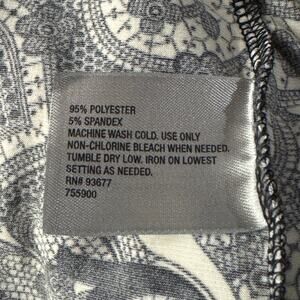 95% POLYESTER
5% SPANDEX
MACHINE WASH COLD. USE ONLY
NON-CHLORINE BLEACH WHEN NEEDED.
TUMBLE DRY LOW. IRON ON LOWEST
SETTING AS NEEDED.
RN# 93677
755900